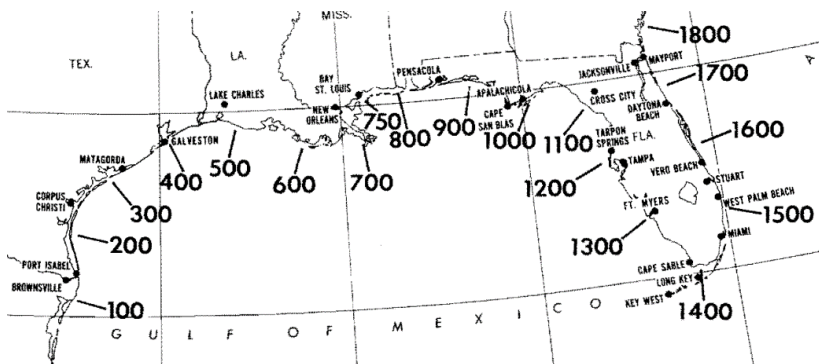 MISS.
1800
TEX.
LA.
JACKSONVILLE
MAYPORT
A
1700
PENSACOLA
BAY
ST. LOUIS
LAKE CHARLES
APALACHICOLA
CROSS CITY
DAYTONA
BEACH
NEW
ORLEANS
750
800
900
CAPE
SAN BLAS
1000
1100
FLA.
1600
GALVESTON
500
600
700
TARPON
SPRINGS
MATAGORDA
400
1200
TAMPA
VERO BEACH
STUART
CORPUS
CHRISTI
300
FT. MYERS
WEST PALM BEACH
1500
200
1300
MIAMI
PORT ISABEL
CAPE SABLE
BROWNSVILLE
LONG KEY
100
KEY WEST
1400
GULF OF MEXICO